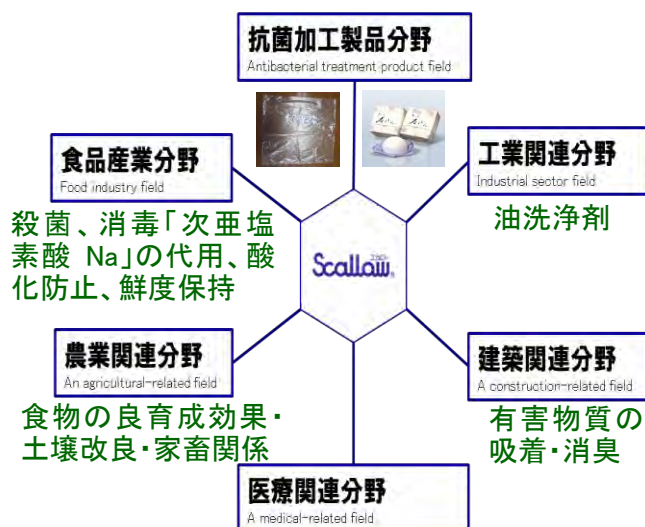 抗菌加工製品分野
Antibacterial treatment product field
食品産業分野
Food industry field
殺菌、消毒「次亜塩
素酸 Na」の代用、酸
化防止、鮮度保持
工業関連分野
Industrial sector field
油洗浄剤
Scallow
農業関連分野
An agricultural-related field
食物の良育成効果・
土壌改良・家畜関係
建築関連分野
A construction-related field
有害物質の
吸着・消臭
医療関連分野
A medical-related field